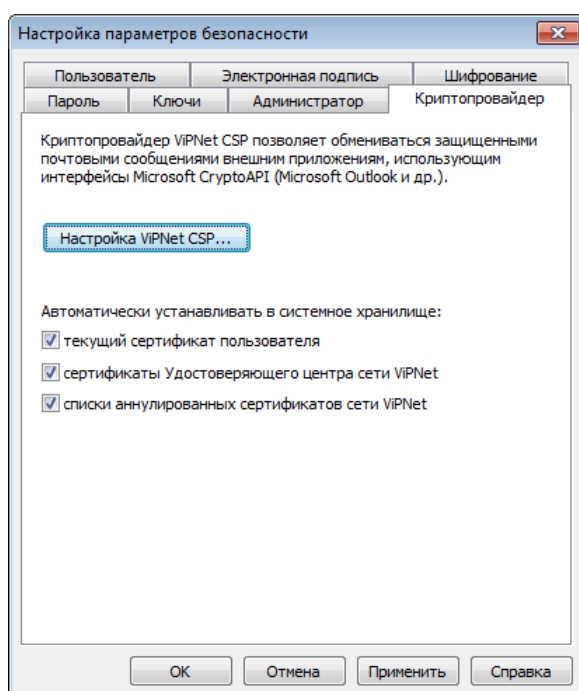 Настройка параметров безопасности
Пользователь Электронная подпись Шифрование
Пароль Ключи Администратор Криптопровайдер
Криптопровайдер ViPNet CSP позволяет обмениваться защищенными
почтовыми сообщениями внешним приложениям, использующим
интерфейсы Microsoft CryptoAPI (Microsoft Outlook и др.).
Настройка ViPNet CSP...
Автоматически устанавливать в системное хранилище:
текущий сертификат пользователя
сертификаты Удостоверяющего центра сети ViPNet
списки аннулированных сертификатов сети ViPNet
ОК Отмена Применить Справка